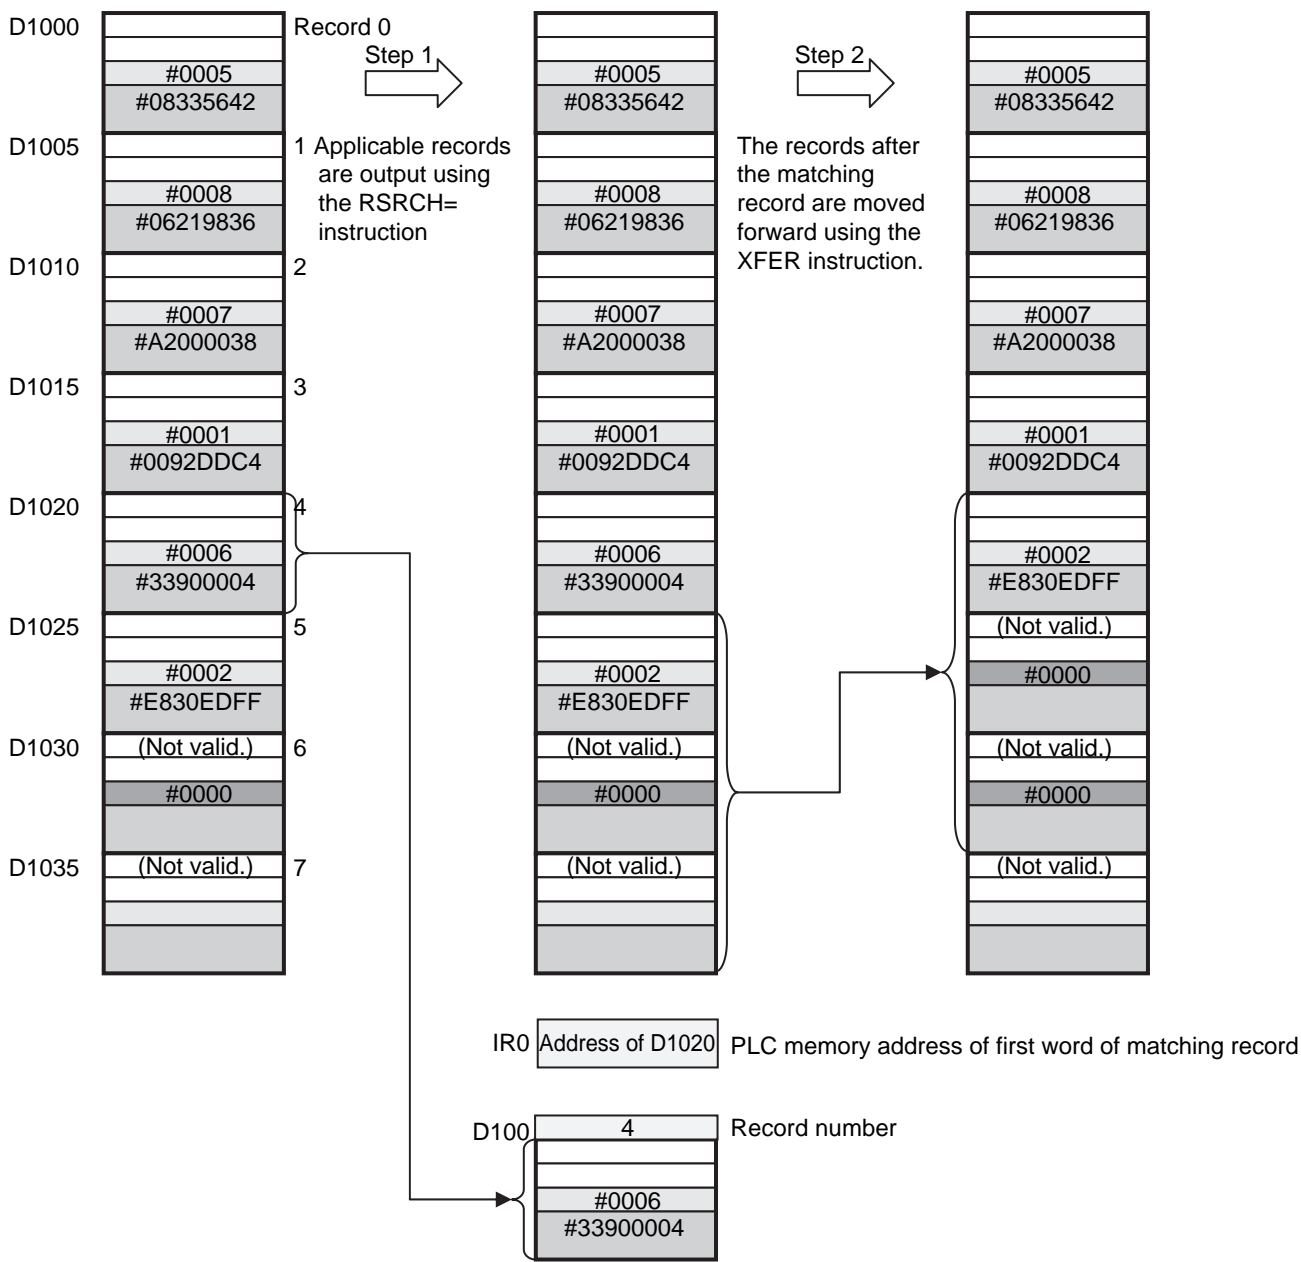 D1000
Record 0
Step 1
Step 2
#0005
#0005
#0005
#08335642
#08335642
#08335642
D1005
1 Applicable records
are output using
the RSRCH=
instruction
The records after
the matching
record are moved
forward using the
XFER instruction.
#0008
#0008
#0008
#06219836
#06219836
#06219836
D1010
2
#0007
#0007
#0007
#A2000038
#A2000038
#A2000038
D1015
3
#0001
#0001
#0001
#0092DDC4
#0092DDC4
#0092DDC4
D1020
4
#0006
#0006
#0002
#33900004
#33900004
#E830EDFF
D1025
5
(Not valid.)
#0002
#0002
#0000
#E830EDFF
#E830EDFF
D1030
(Not valid.)
6
(Not valid.)
(Not valid.)
#0000
#0000
#0000
D1035
(Not valid.)
7
(Not valid.)
(Not valid.)
IR0
Address of D1020
PLC memory address of first word of matching record
D100
4
Record number
#0006
#33900004